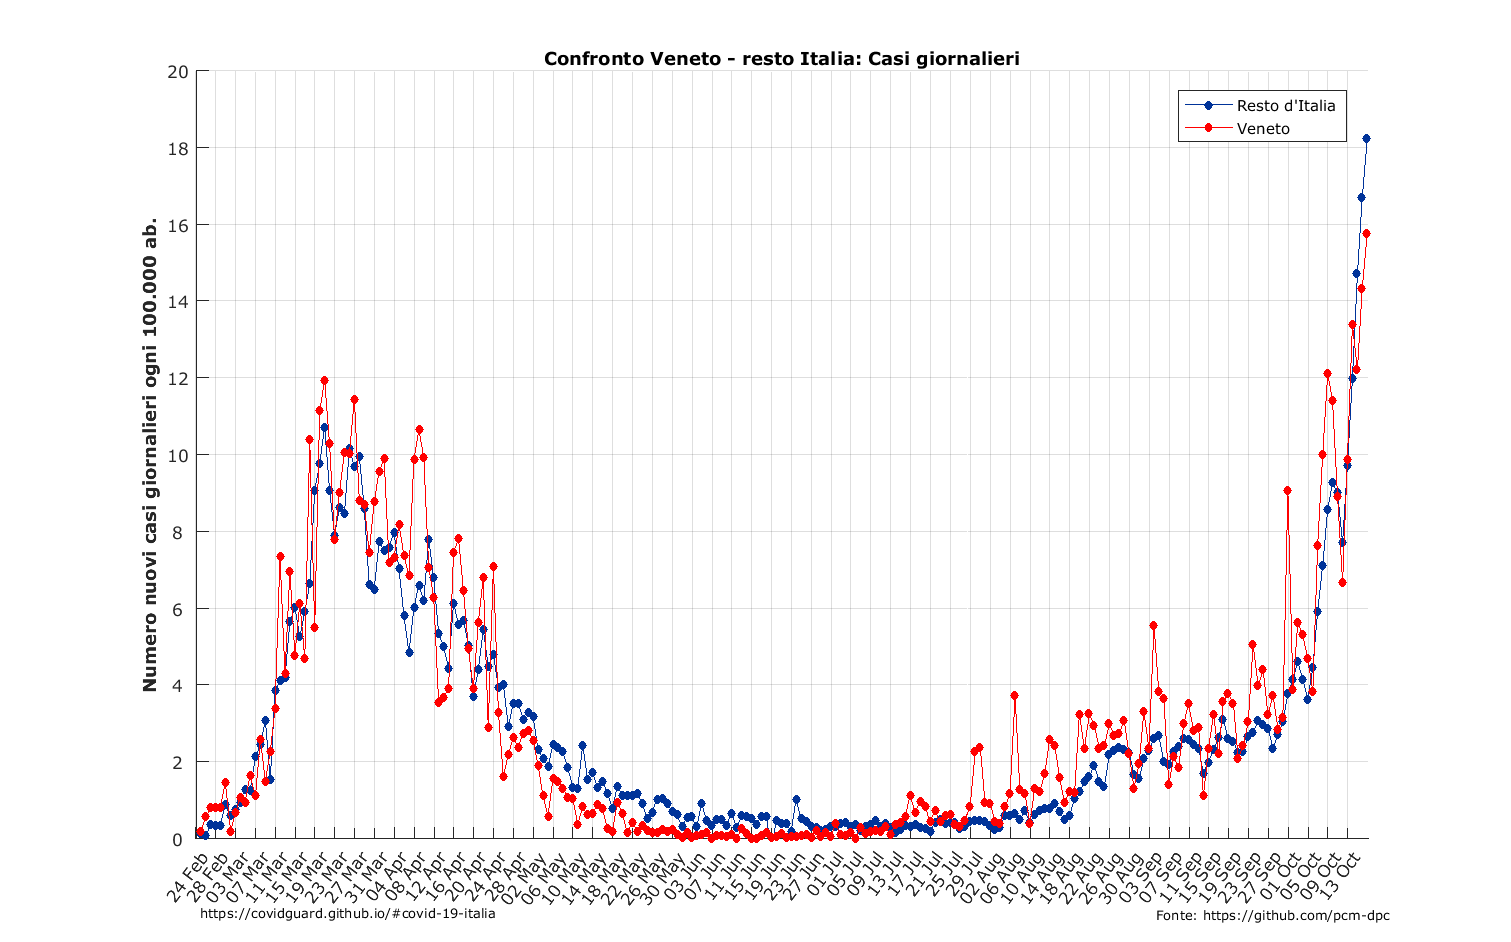 Confronto Veneto - resto Italia: Casi giornalieri
Resto d'Italia
Veneto
Numero nuovi casi giornalieri ogni 100.000 ab.
20
18
16
14
12
10
8
6
4
2
0
24 Feb
28 Feb
03 Mar
07 Mar
11 Mar
15 Mar
19 Mar
23 Mar
27 Mar
31 Mar
04 Apr
08 Apr
12 Apr
16 Apr
20 Apr
24 Apr
28 Apr
02 May
06 May
10 May
14 May
18 May
22 May
26 May
30 May
03 Jun
07 Jun
11 Jun
15 Jun
19 Jun
23 Jun
27 Jun
01 Jul
05 Jul
09 Jul
13 Jul
17 Jul
21 Jul
25 Jul
29 Jul
02 Aug
06 Aug
10 Aug
14 Aug
18 Aug
22 Aug
26 Aug
30 Aug
03 Sep
07 Sep
11 Sep
15 Sep
19 Sep
23 Sep
27 Sep
01 Oct
05 Oct
09 Oct
13 Oct
https://covidguard.github.io/#covid-19-italia
Fonte: https://github.com/pcm-dpc